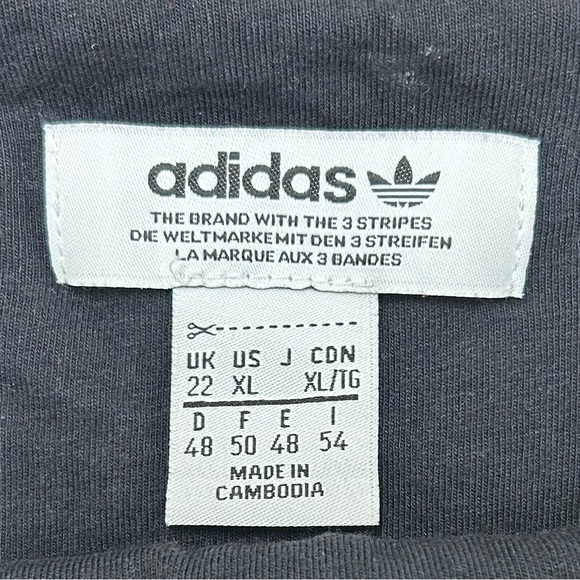 adidas
THE BRAND WITH THE 3 STRIPES
DIE WELTMARKE MIT DEN 3 STREIFEN
LA MARQUE AUX 3 BANDES
UK US J CDN
22 XL XL/TG
D F E I
48 50 48 54
MADE IN
CAMBODIA